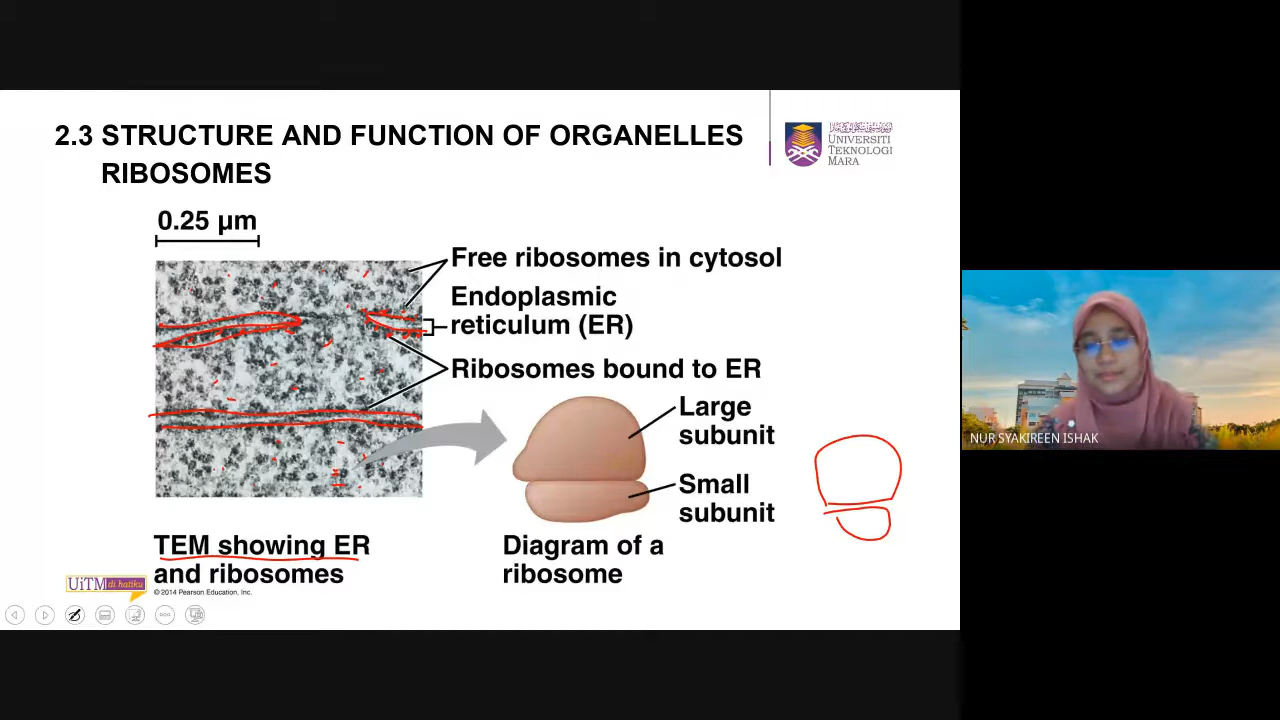 2.3 STRUCTURE AND FUNCTION OF ORGANELLES
RIBOSOMES
UNIVERSITI
TEKNOLOGI
MARA
0.25 µm
Free ribosomes in cytosol
Endoplasmic
reticulum (ER)
Ribosomes bound to ER
Large
subunit
Small
subunit
TEM showing ER
and ribosomes
Diagram of a
ribosome
UiTM di hatiku
© 2014 Pearson Education, Inc.
NUR SYAKIREEN ISHAK